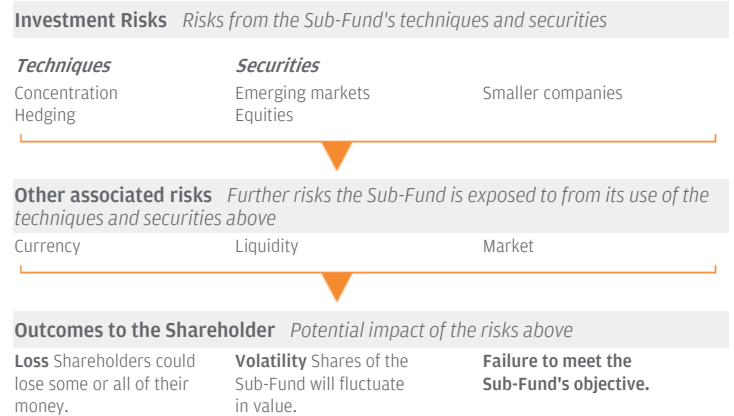 Investment Risks Risks from the Sub-Fund's techniques and securities
Techniques Securities
Concentration Emerging markets Smaller companies
Hedging Equities
Other associated risks Further risks the Sub-Fund is exposed to from its use of the
techniques and securities above
Currency Liquidity Market
Outcomes to the Shareholder Potential impact of the risks above
Loss Shareholders could
lose some or all of their
money.
Volatility Shares of the
Sub-Fund will fluctuate
in value.
Failure to meet the
Sub-Fund's objective.